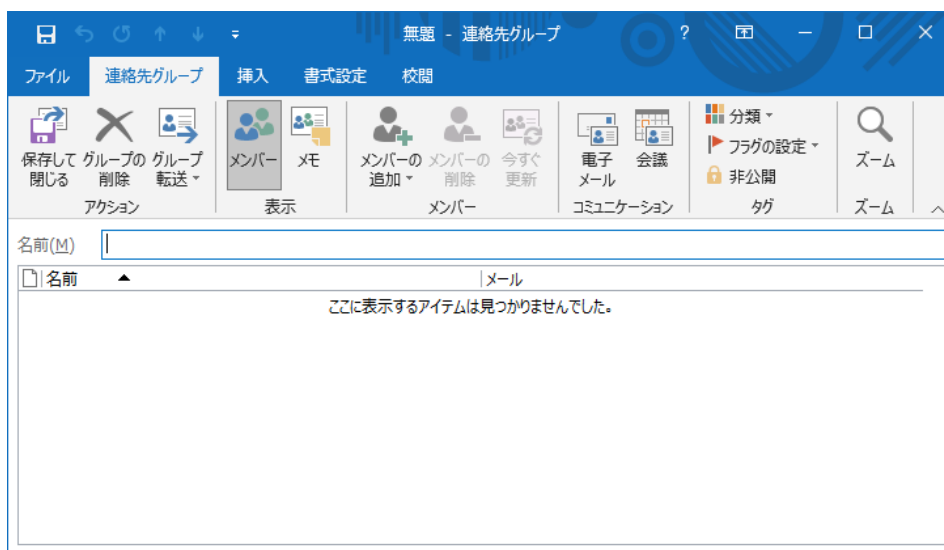 無題 - 連絡先グループ ?
ファイル 連絡先グループ 挿入 書式設定 校閲
保存して閉じる
グループの削除
グループ転送
メンバー
メモ
メンバーの追加
メンバーの削除
今すぐ更新
電子メール
会議
分類
フラグの設定
非公開
ズーム
アクション 表示 メンバー コミュニケーション タグ ズーム
名前(M)
名前 メール
ここに表示するアイテムは見つかりませんでした。